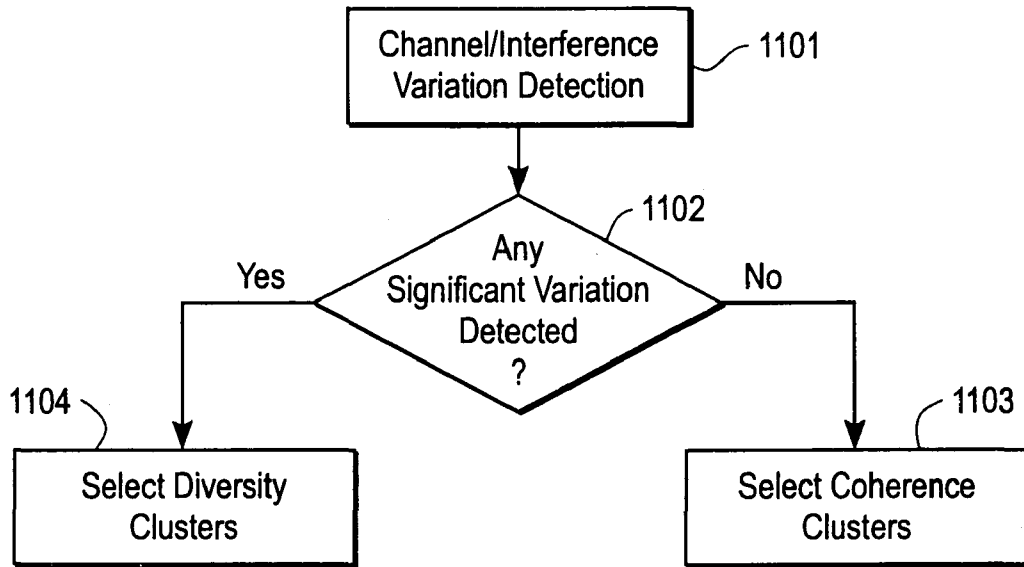 Channel/Interference
Variation Detection
1101
1102
Any
Significant Variation
Detected
?
Yes
No
1104
1103
Select Diversity
Clusters
Select Coherence
Clusters